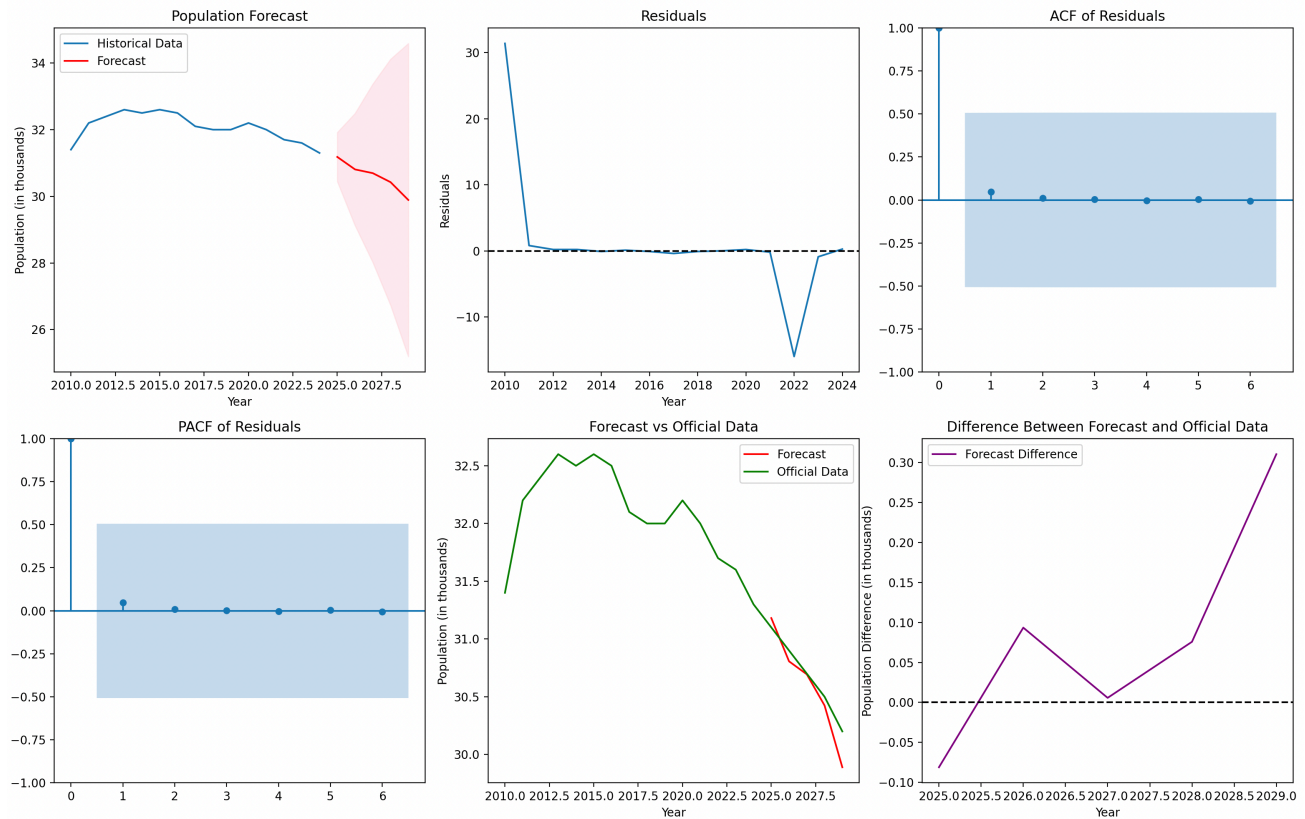 Population Forecast
Historical Data
Forecast
Population (in thousands)
34
32
30
28
26
2010.0 2012.5 2015.0 2017.5 2020.0 2022.5 2025.0 2027.5
Year
Residuals
Residuals
30
20
10
0
−10
2010 2012 2014 2016 2018 2020 2022 2024
Year
ACF of Residuals
1.00
0.75
0.50
0.25
0.00
−0.25
−0.50
−0.75
−1.00
0 1 2 3 4 5 6
PACF of Residuals
1.00
0.75
0.50
0.25
0.00
−0.25
−0.50
−0.75
−1.00
0 1 2 3 4 5 6
Forecast vs Official Data
Forecast
Official Data
Population (in thousands)
32.5
32.0
31.5
31.0
30.5
30.0
2010.0 2012.5 2015.0 2017.5 2020.0 2022.5 2025.0 2027.5
Year
Difference Between Forecast and Official Data
Forecast Difference
Population Difference (in thousands)
0.30
0.25
0.20
0.15
0.10
0.05
0.00
−0.05
−0.10
2025.0 2025.5 2026.0 2026.5 2027.0 2027.5 2028.0 2028.5 2029.0
Year